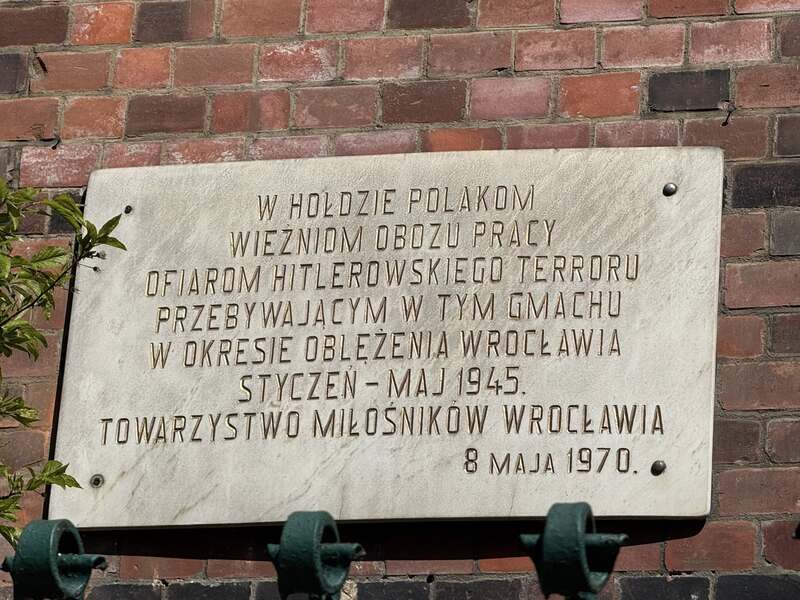 W HOŁDZIE POLAKOM
WIĘŹNIOM OBOZU PRACY
OFIAROM HITLEROWSKIEGO TERRORU
PRZEBYWAJĄCYM W TYM GMACHU
W OKRESIE OBLĘŻENIA WROCŁAWIA
STYCZEŃ – MAJ 1945.
TOWARZYSTWO MIŁOŚNIKÓW WROCŁAWIA
8 MAJA 1970.